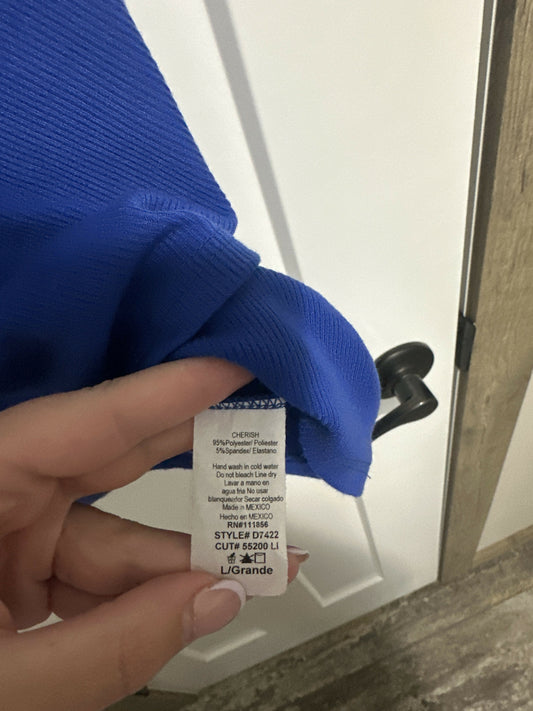 CHERISH
95%Polyester/ Poliester
5%Spandex/ Elastano
Hand wash in cold water
Do not bleach Line dry
Lavar a mano en
agua fria No usar
blanqueador Secar colgado
Made in MEXICO
Hecho en MEXICO
RN#111856
STYLE# D7422
CUT# 55200 LI
L/Grande